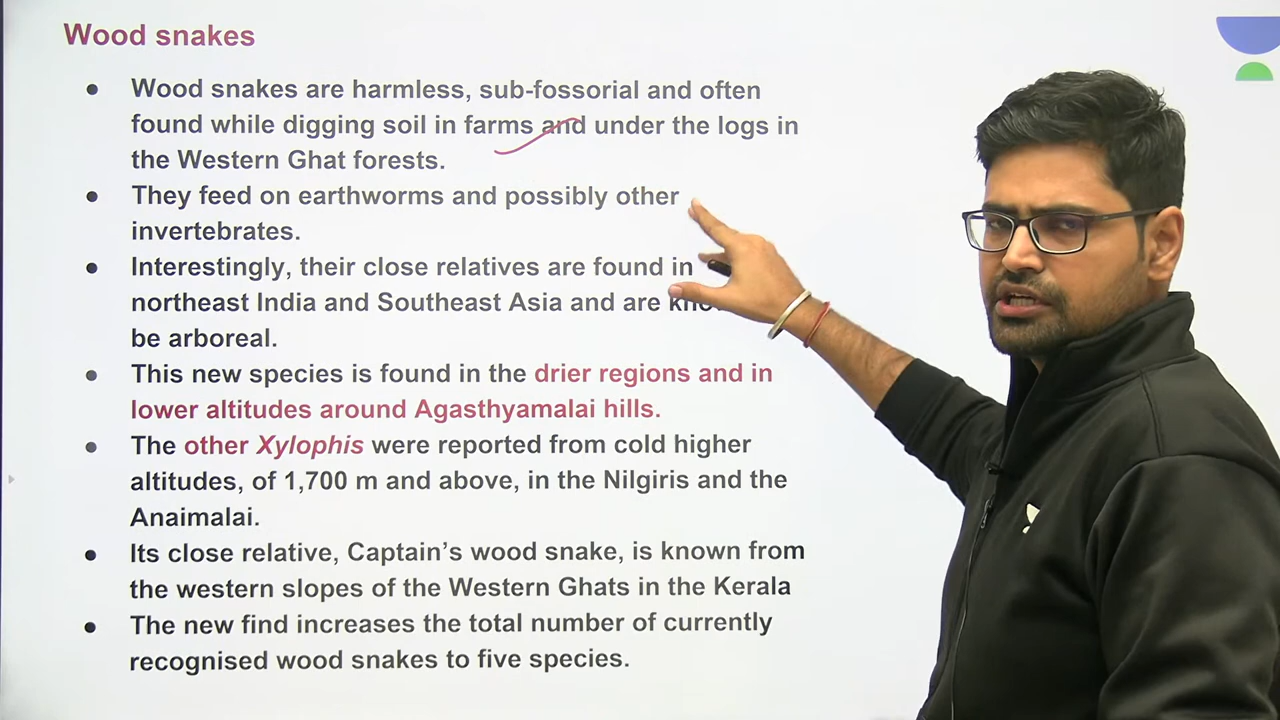 Wood snakes
● Wood snakes are harmless, sub-fossorial and often
found while digging soil in farms and under the logs in
the Western Ghat forests.
● They feed on earthworms and possibly other
invertebrates.
● Interestingly, their close relatives are found in
northeast India and Southeast Asia and are
be arboreal.
● This new species is found in the drier regions and in
lower altitudes around Agasthyamalai hills.
● The other Xylophis were reported from cold higher
altitudes, of 1,700 m and above, in the Nilgiris and the
Anaimalai.
● Its close relative, Captain's wood snake, is known from
the western slopes of the Western Ghats in the Kerala
● The new find increases the total number of currently
recognised wood snakes to five species.